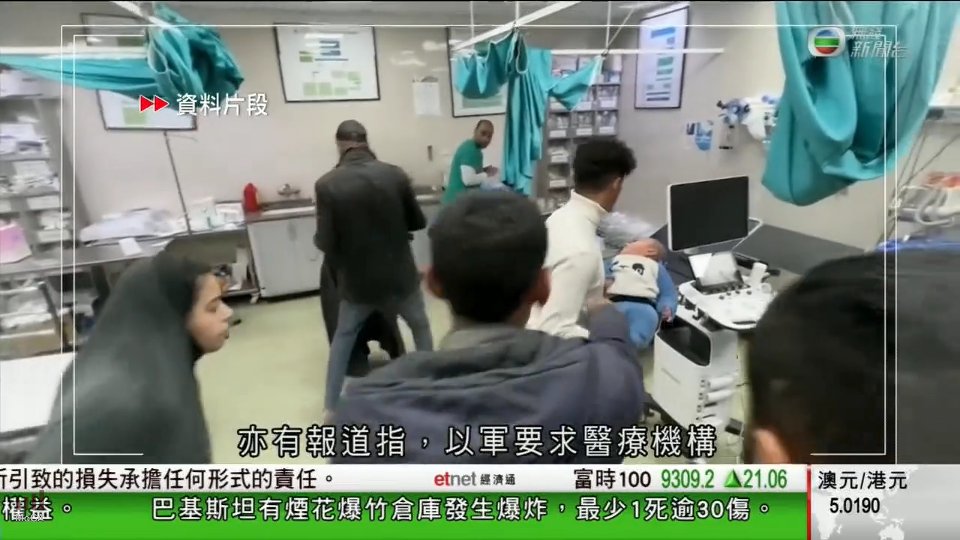 無綫
新聞台
資料片段
亦有報道指，以軍要求醫療機構
所引致的損失承擔任何形式的責任。
etnet 經濟通
富時100 9309.2 ▲21.06
澳元/港元
5.0190
權益。 巴基斯坦有煙花爆竹倉庫發生爆炸，最少1死逾30傷。